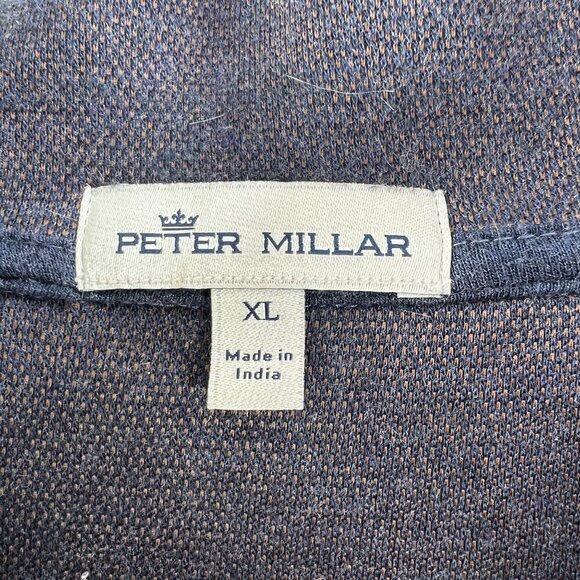 PETER MILLAR
XL
Made in
India